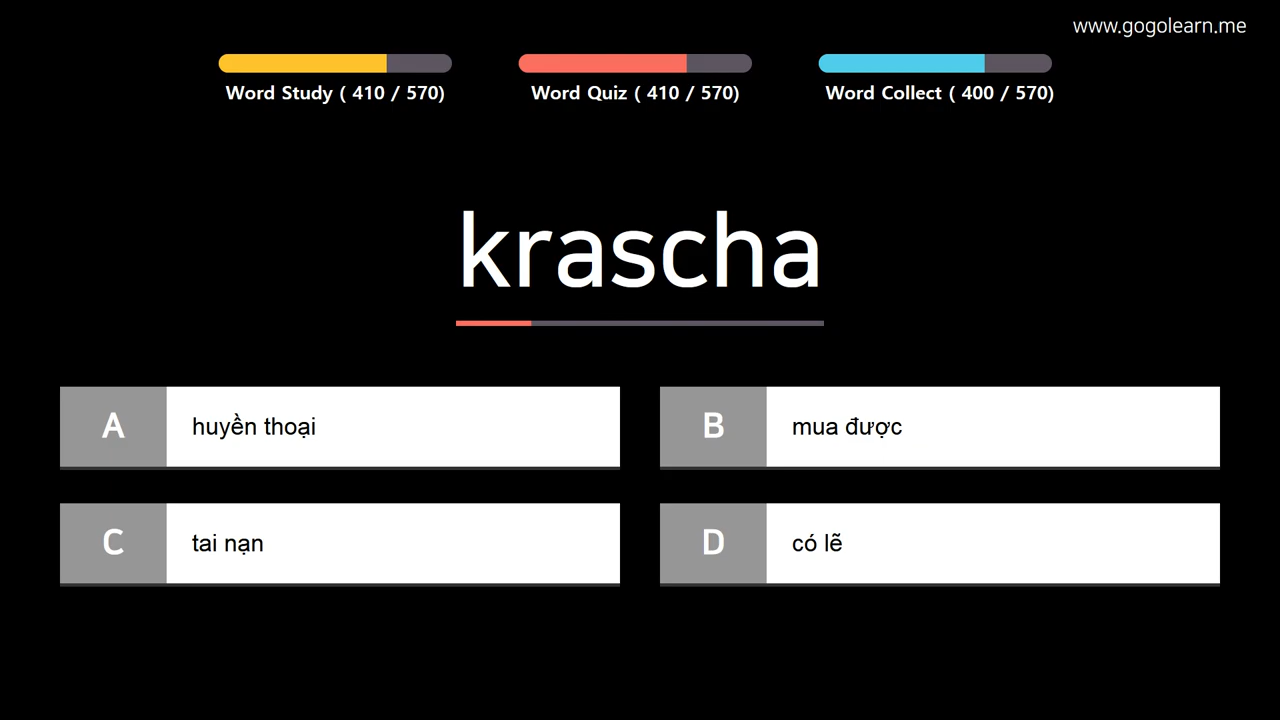 www.gogolearn.me
Word Study ( 410 / 570)
Word Quiz ( 410 / 570)
Word Collect ( 400 / 570)
krascha
A huyền thoại
B mua được
C tai nạn
D có lẽ